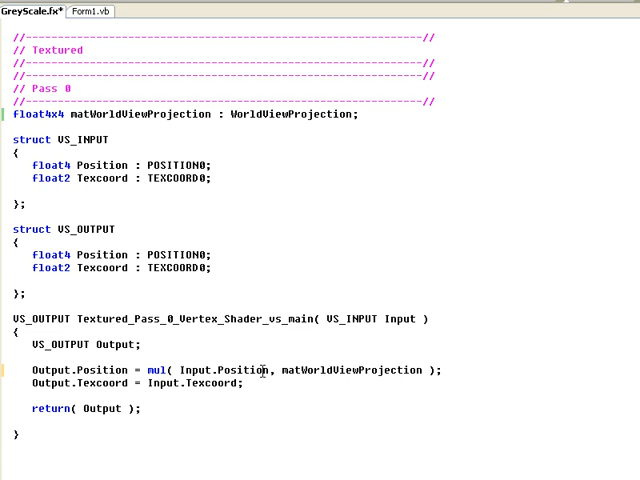 GreyScale.fx* Form1.vb
//--------------------------------------------------------------//
// Textured
//--------------------------------------------------------------//
//--------------------------------------------------------------//
// Pass 0
//--------------------------------------------------------------//
float4x4 matWorldViewProjection : WorldViewProjection;
struct VS_INPUT
{
float4 Position : POSITION0;
float2 Texcoord : TEXCOORD0;
};
struct VS_OUTPUT
{
float4 Position : POSITION0;
float2 Texcoord : TEXCOORD0;
};
VS_OUTPUT Textured_Pass_0_Vertex_Shader_vs_main( VS_INPUT Input )
{
VS_OUTPUT Output;
Output.Position = mul( Input.Position, matWorldViewProjection );
Output.Texcoord = Input.Texcoord;
return( Output );
}